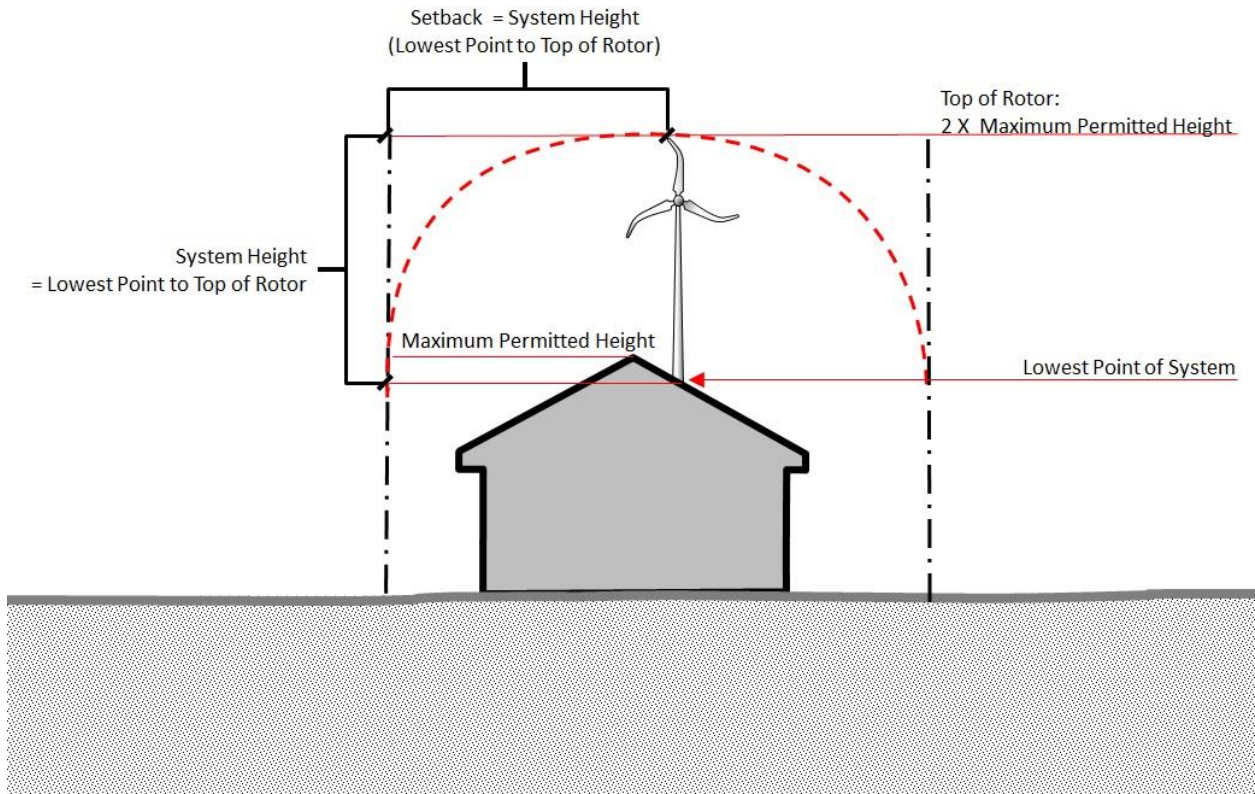 Setback = System Height
(Lowest Point to Top of Rotor)
Top of Rotor:
2 X Maximum Permitted Height
System Height
= Lowest Point to Top of Rotor
Maximum Permitted Height
Lowest Point of System